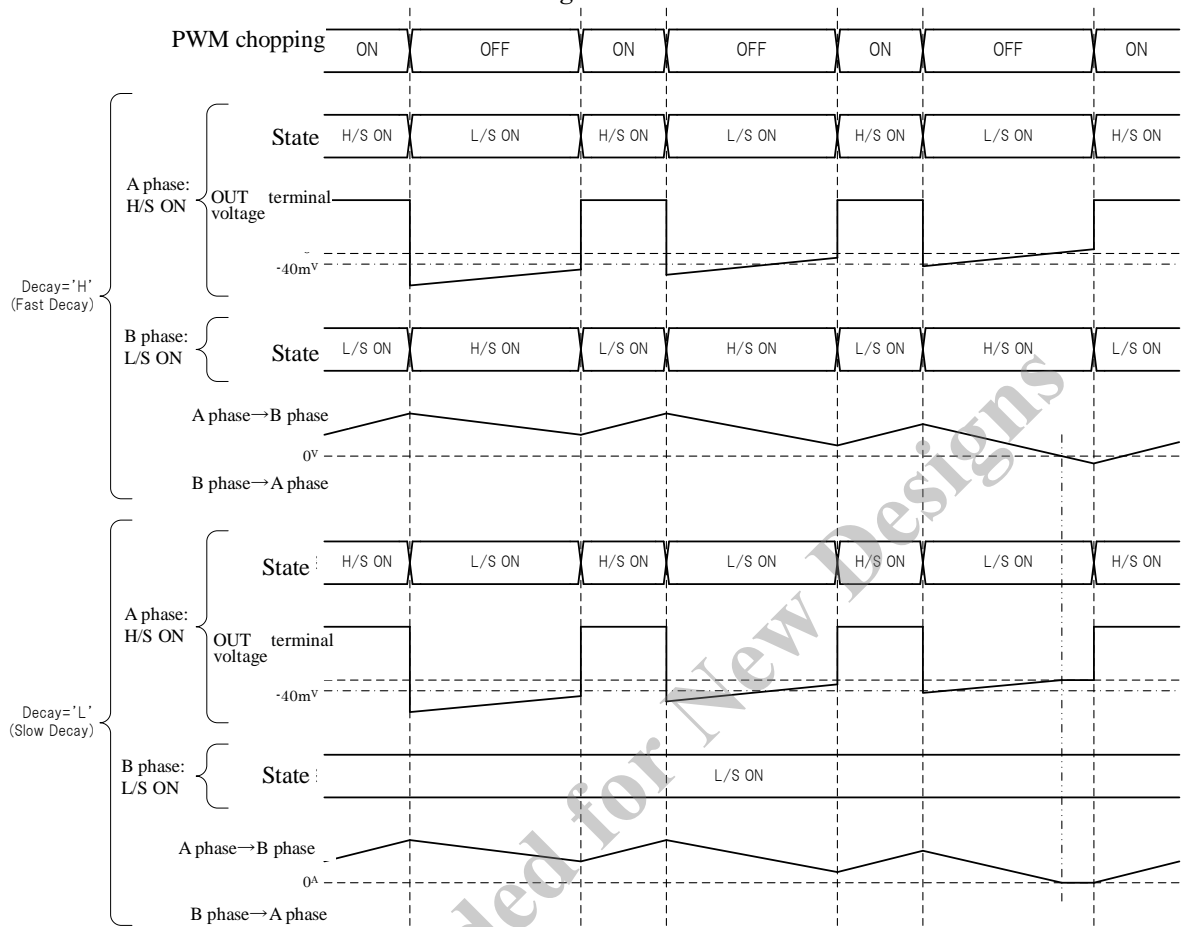 PWM chopping ON OFF ON OFF ON OFF ON
State H/S ON L/S ON H/S ON L/S ON H/S ON L/S ON H/S ON
A phase:
H/S ON
OUT terminal
voltage
-40mV
Decay='H'
(Fast Decay)
B phase:
L/S ON
State L/S ON H/S ON L/S ON H/S ON L/S ON H/S ON L/S ON
A phase→B phase
0V
B phase→A phase
State H/S ON L/S ON H/S ON L/S ON H/S ON L/S ON H/S ON
A phase:
H/S ON
OUT terminal
voltage
-40mV
Decay='L'
(Slow Decay)
B phase:
L/S ON
State L/S ON
A phase→B phase
0A
B phase→A phase
ded for New Designs